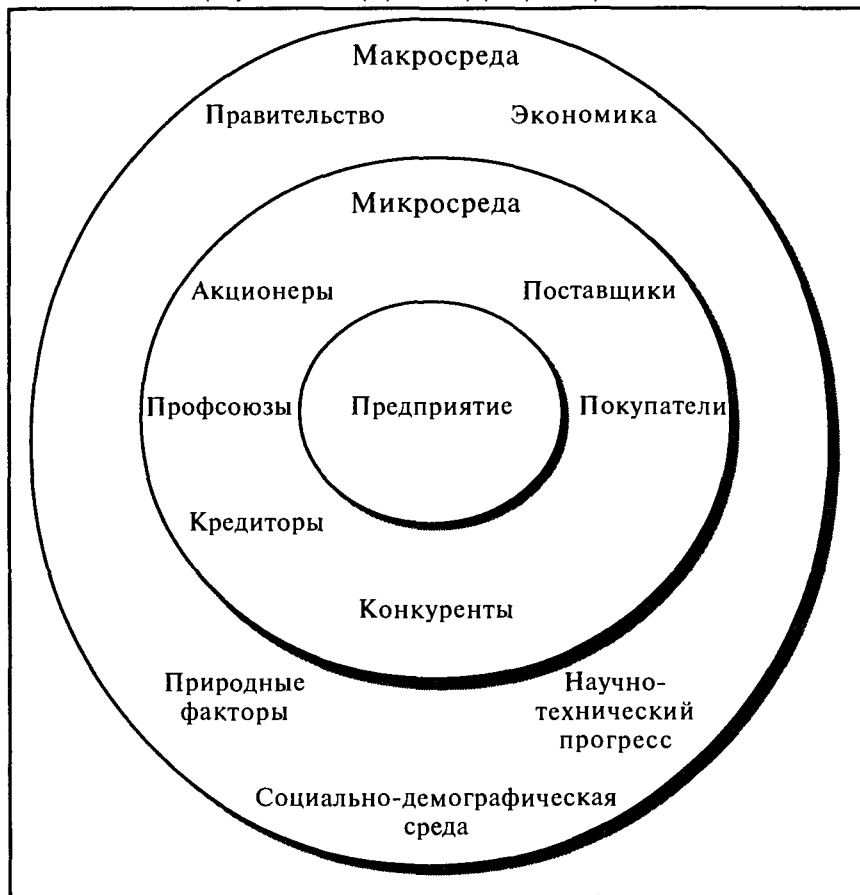 Макросреда
Правительство Экономика
Микросреда
Акционеры Поставщики
Профсоюзы Предприятие Покупатели
Кредиторы
Конкуренты
Природные Научно-
факторы технический
прогресс
Социально-демографическая
среда